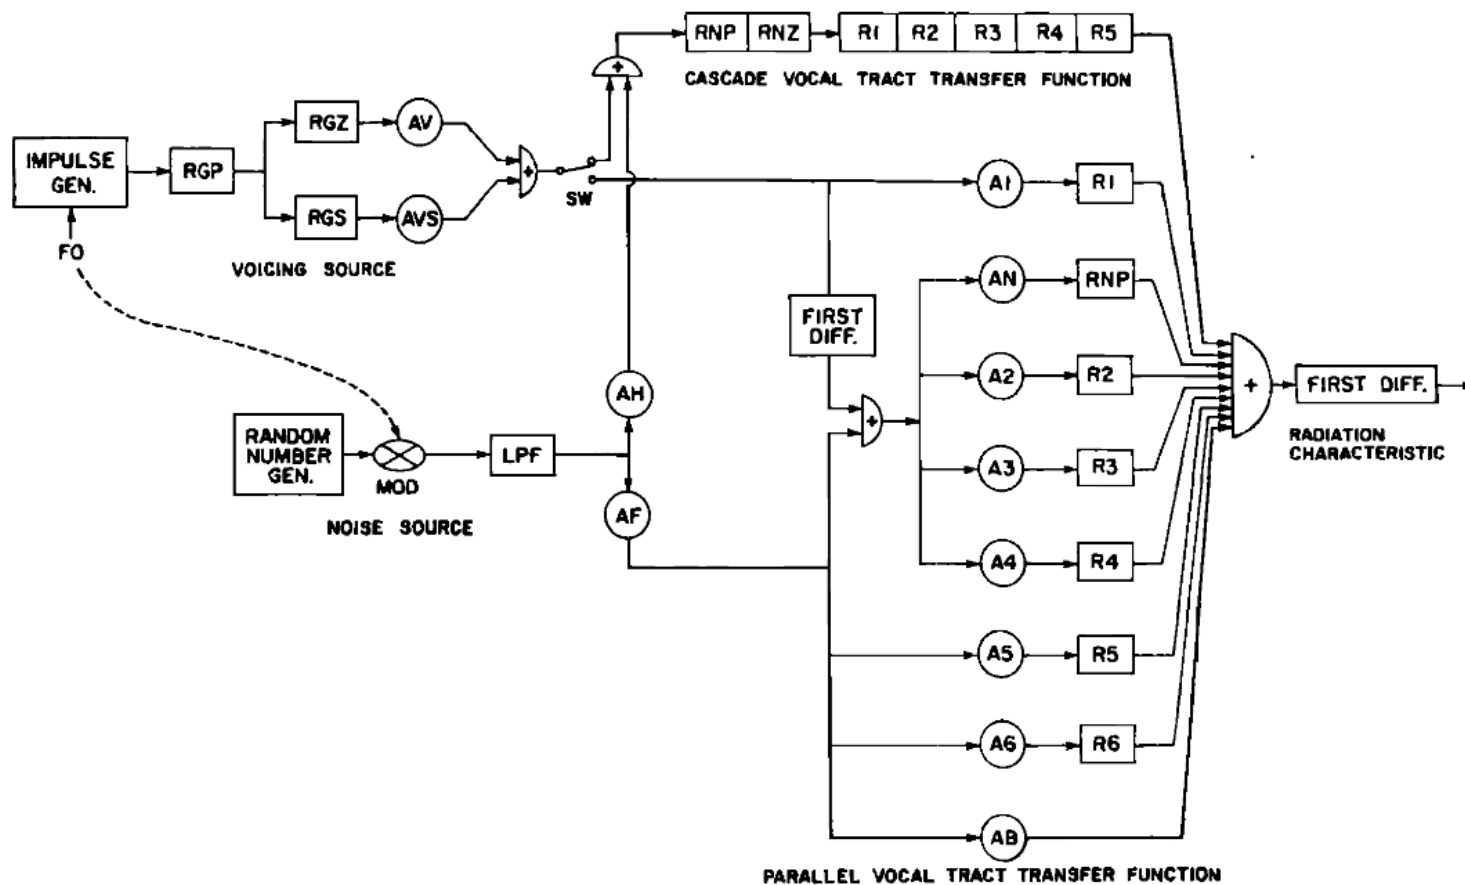 RNP RNZ R1 R2 R3 R4 R5
CASCADE VOCAL TRACT TRANSFER FUNCTION
IMPULSE
GEN.
RGP
RGZ
AV
RGS
AVS
SW
F0
VOICING SOURCE
A1 R1
AN RNP
FIRST
DIFF.
A2 R2
AH
RANDOM
NUMBER
GEN.
MOD
LPF
NOISE SOURCE
AF
A3 R3
A4 R4
A5 R5
A6 R6
AB
PARALLEL VOCAL TRACT TRANSFER FUNCTION
FIRST DIFF.
RADIATION
CHARACTERISTIC